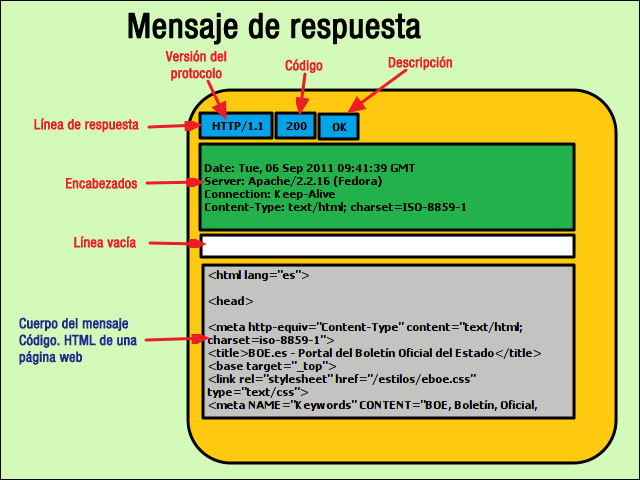 Mensaje de respuesta
Versión del
protocolo
Código
Descripción
Línea de respuesta
HTTP/1.1
200
OK
Encabezados
Date: Tue, 06 Sep 2011 09:41:39 GMT
Server: Apache/2.2.16 (Fedora)
Connection: Keep-Alive
Content-Type: text/html; charset=ISO-8859-1
Línea vacía
Cuerpo del mensaje
Código. HTML de una
página web
<html lang="es">
<head>
<meta http-equiv="Content-Type" content="text/html;
charset=iso-8859-1">
<title>BOE.es - Portal del Boletín Oficial del Estado</title>
<base target="_top">
<link rel="stylesheet" href="/estilos/eboe.css"
type="text/css">
<meta NAME="Keywords" CONTENT="BOE, Boletín, Oficial,